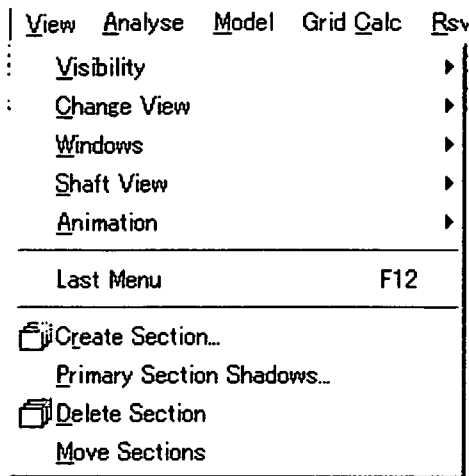 View Analyse Model Grid Calc Rsv
Visibility
Change View
Windows
Shaft View
Animation
Last Menu F12
Create Section...
Primary Section Shadows...
Delete Section
Move Sections